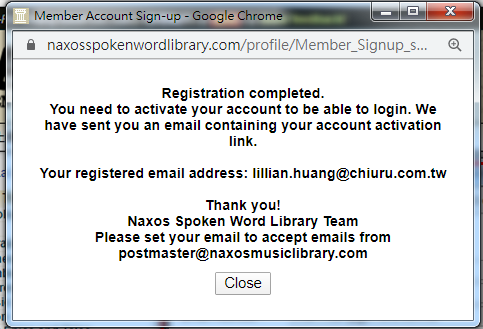 Member Account Sign-up - Google Chrome
naxosspokenwordlibrary.com/profile/Member_Signup_s...
Registration completed.
You need to activate your account to be able to login. We
have sent you an email containing your account activation
link.
Your registered email address: lillian.huang@chiuru.com.tw
Thank you!
Naxos Spoken Word Library Team
Please set your email to accept emails from
postmaster@naxosmusiclibrary.com
Close